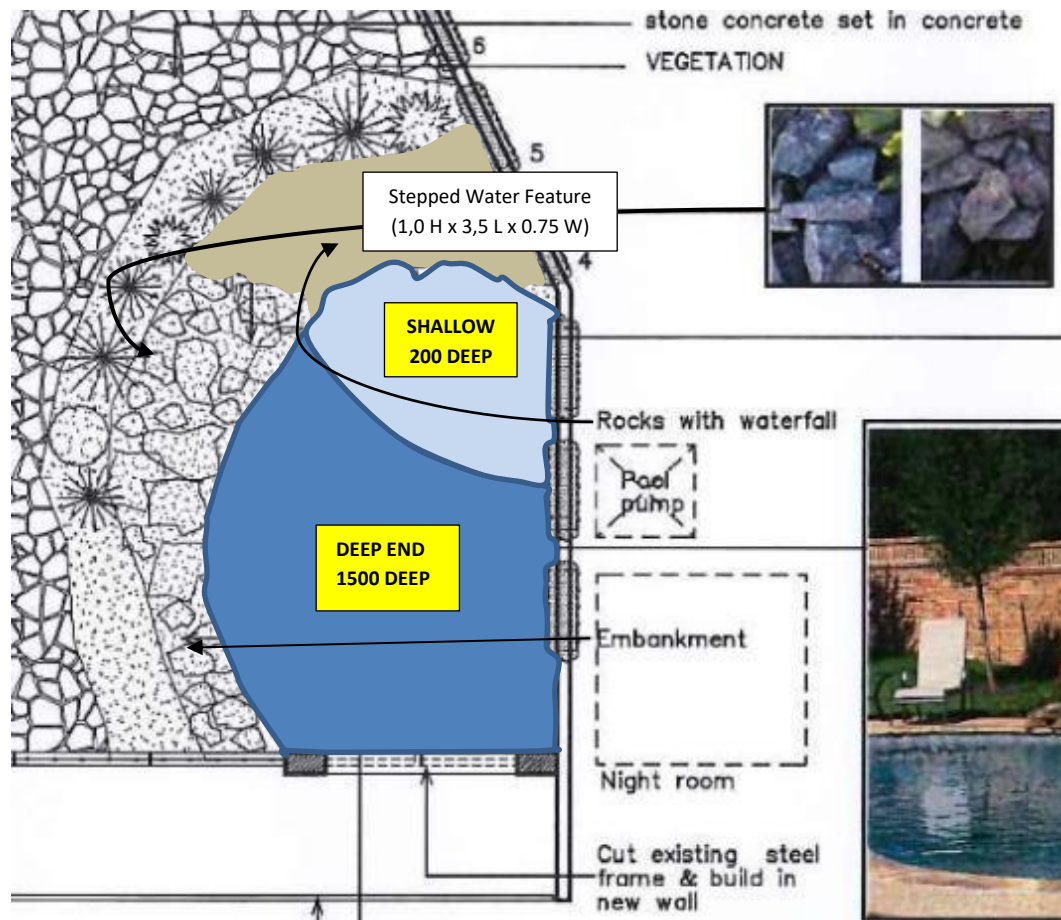 stone concrete set in concrete
6
VEGETATION
5
Stepped Water Feature
(1,0 H x 3,5 L x 0.75 W)
4
SHALLOW
200 DEEP
Rocks with waterfall
Pool
pump
DEEP END
1500 DEEP
Embankment
Night room
Cut existing steel
frame & build in
new wall